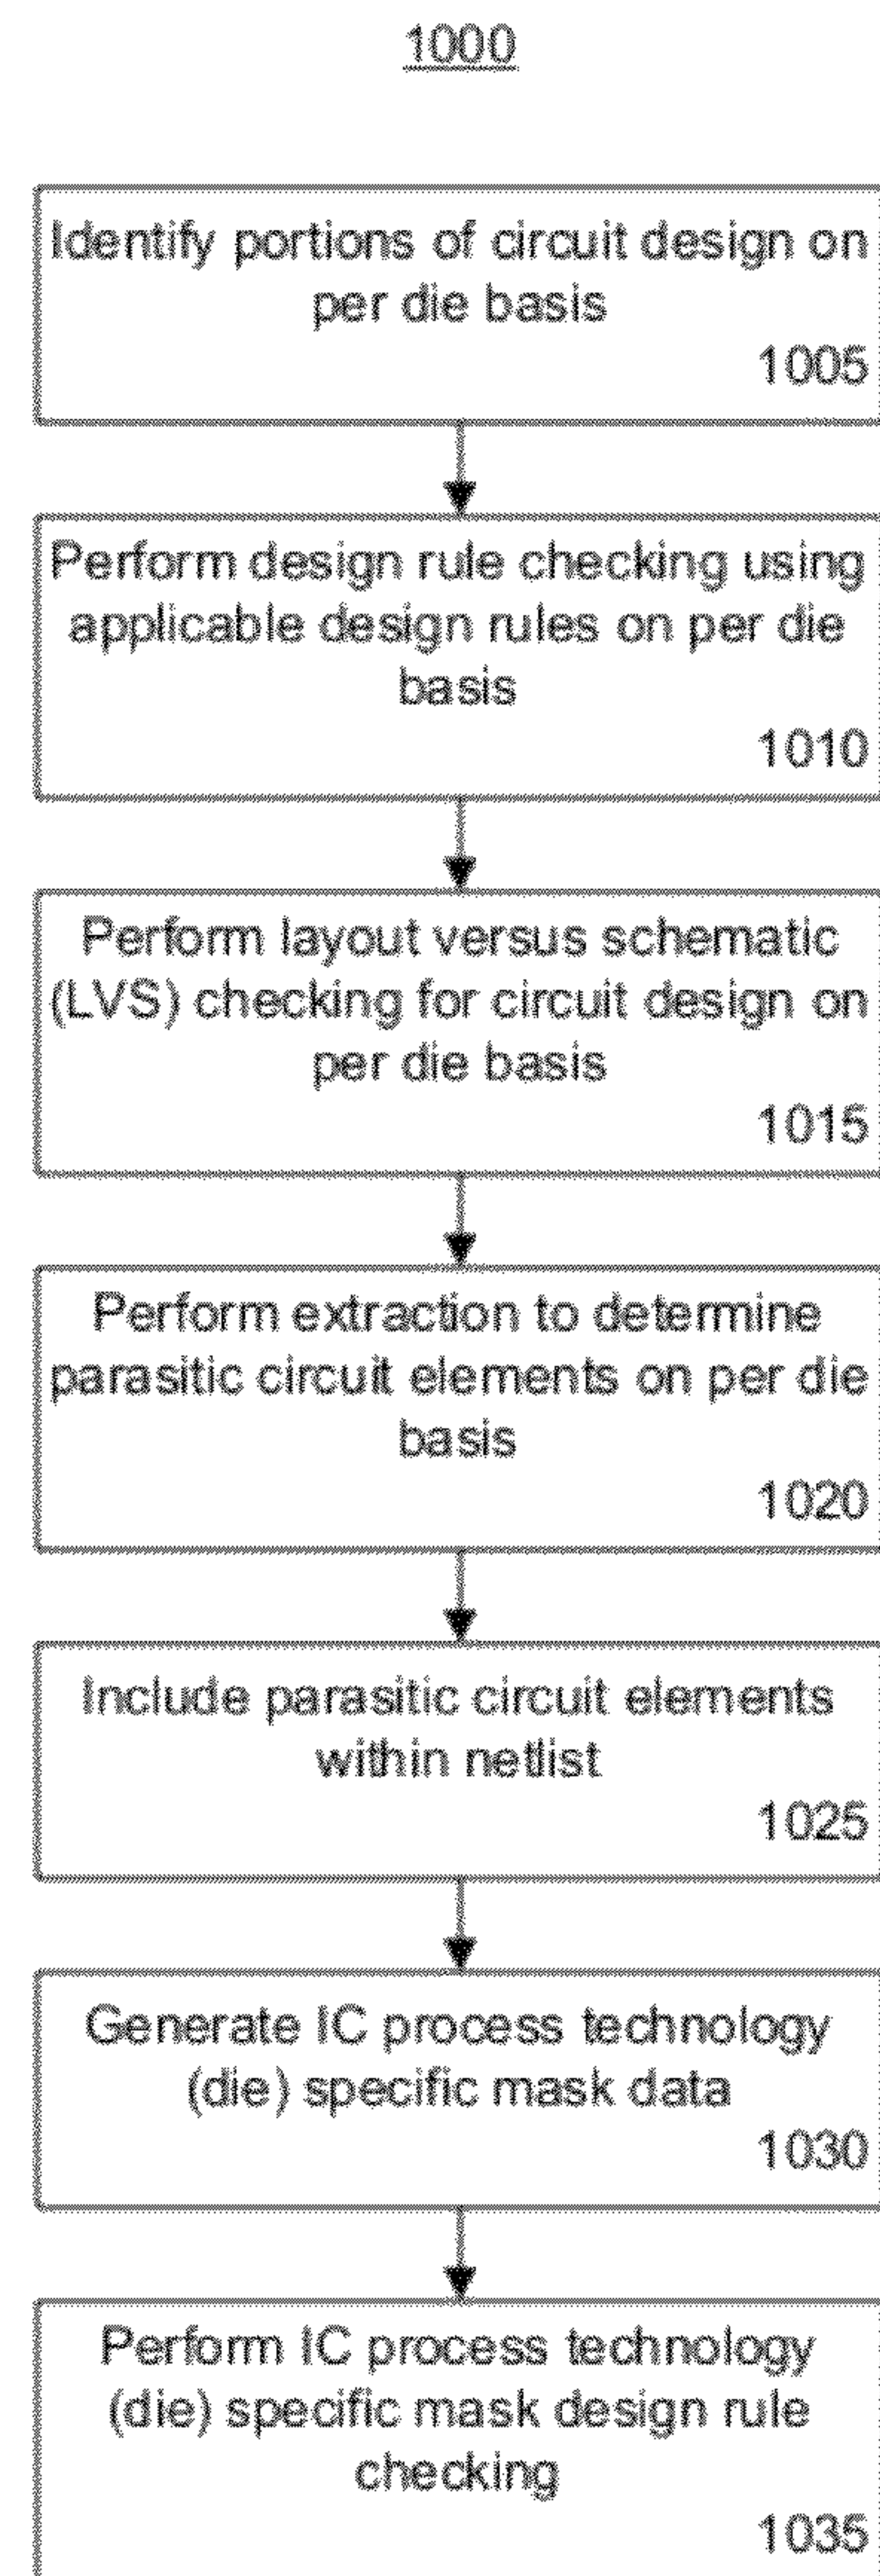 1000
Identify portions of circuit design on
per die basis
1005
Perform design rule checking using
applicable design rules on per die
basis
1010
Perform layout versus schematic
(LVS) checking for circuit design on
per die basis
1015
Perform extraction to determine
parasitic circuit elements on per die
basis
1020
Include parasitic circuit elements
within netlist
1025
Generate IC process technology
(die) specific mask data
1030
Perform IC process technology
(die) specific mask design rule
checking
1035